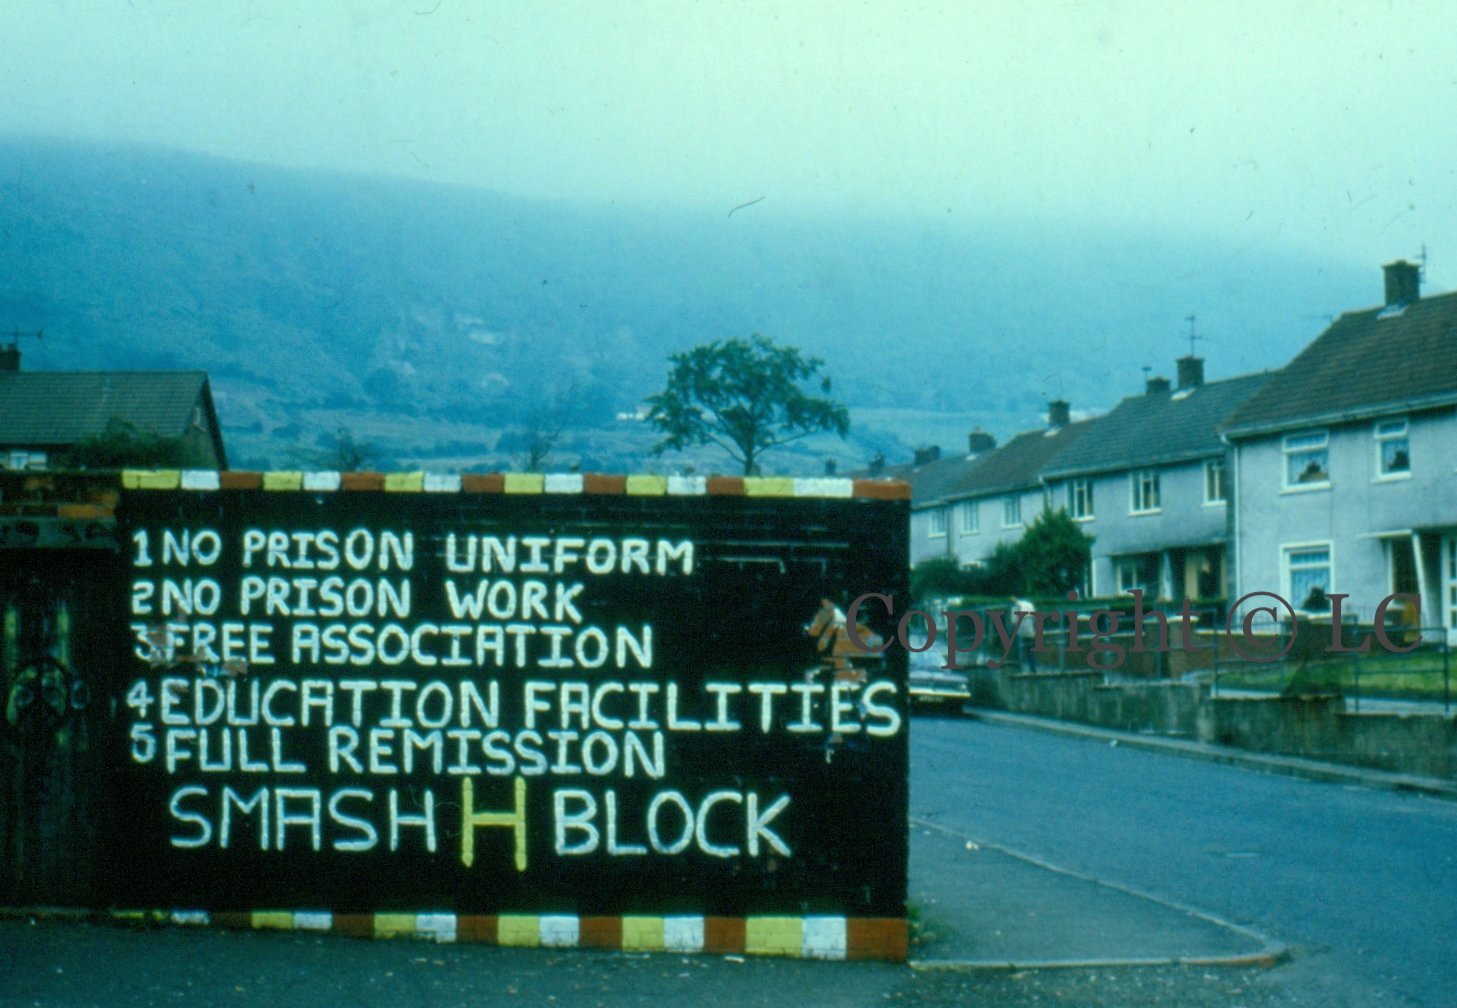 1 NO PRISON UNIFORM
2 NO PRISON WORK
3 FREE ASSOCIATION
4 EDUCATION FACILITIES
5 FULL REMISSION
SMASH H BLOCK
Copyright © LC